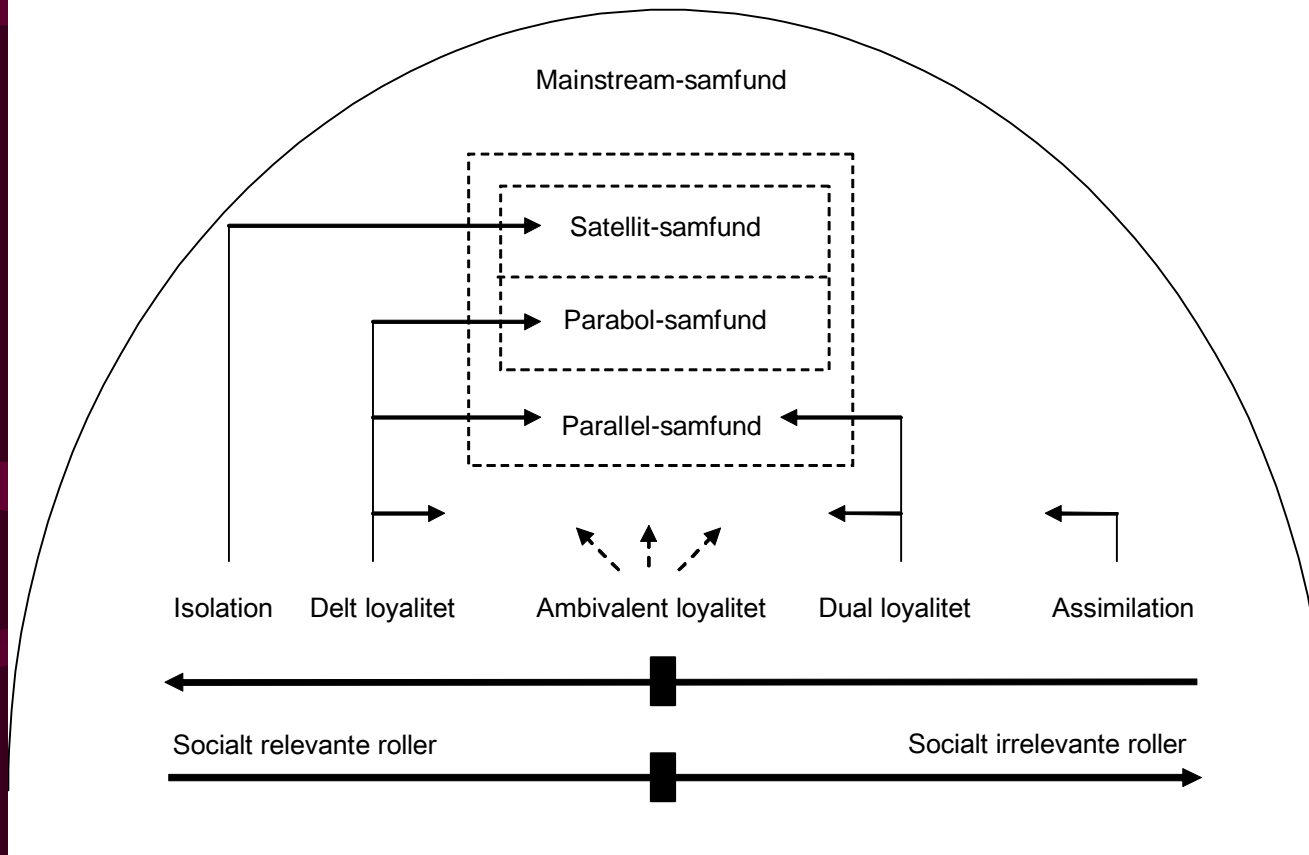 Mainstream-samfund
Satellit-samfund
Parabol-samfund
Parallel-samfund
Isolation Delt loyalitet Ambivalent loyalitet Dual loyalitet Assimilation
Socialt relevante roller Socialt irrelevante roller